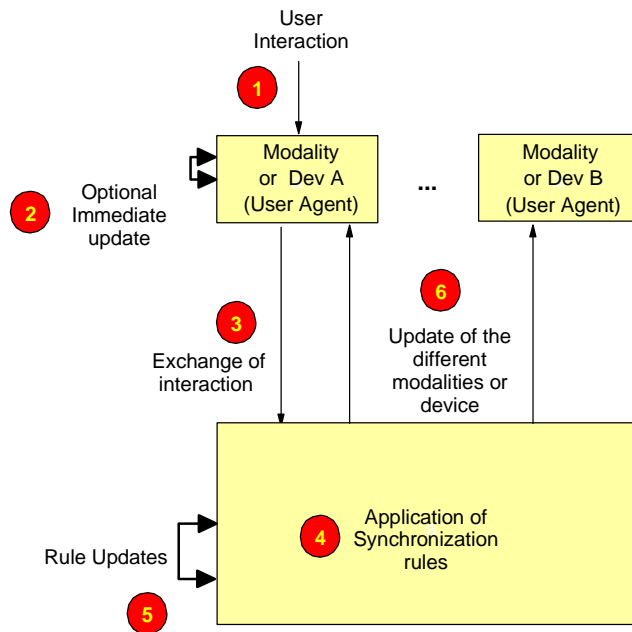 User
Interaction
1
Modality
or Dev A
(User Agent)
...
Modality
or Dev B
(User Agent)
2
Optional
Immediate
update
3
Exchange of
interaction
6
Update of the
different
modalities or
device
4
Application of
Synchronization
rules
Rule Updates
5